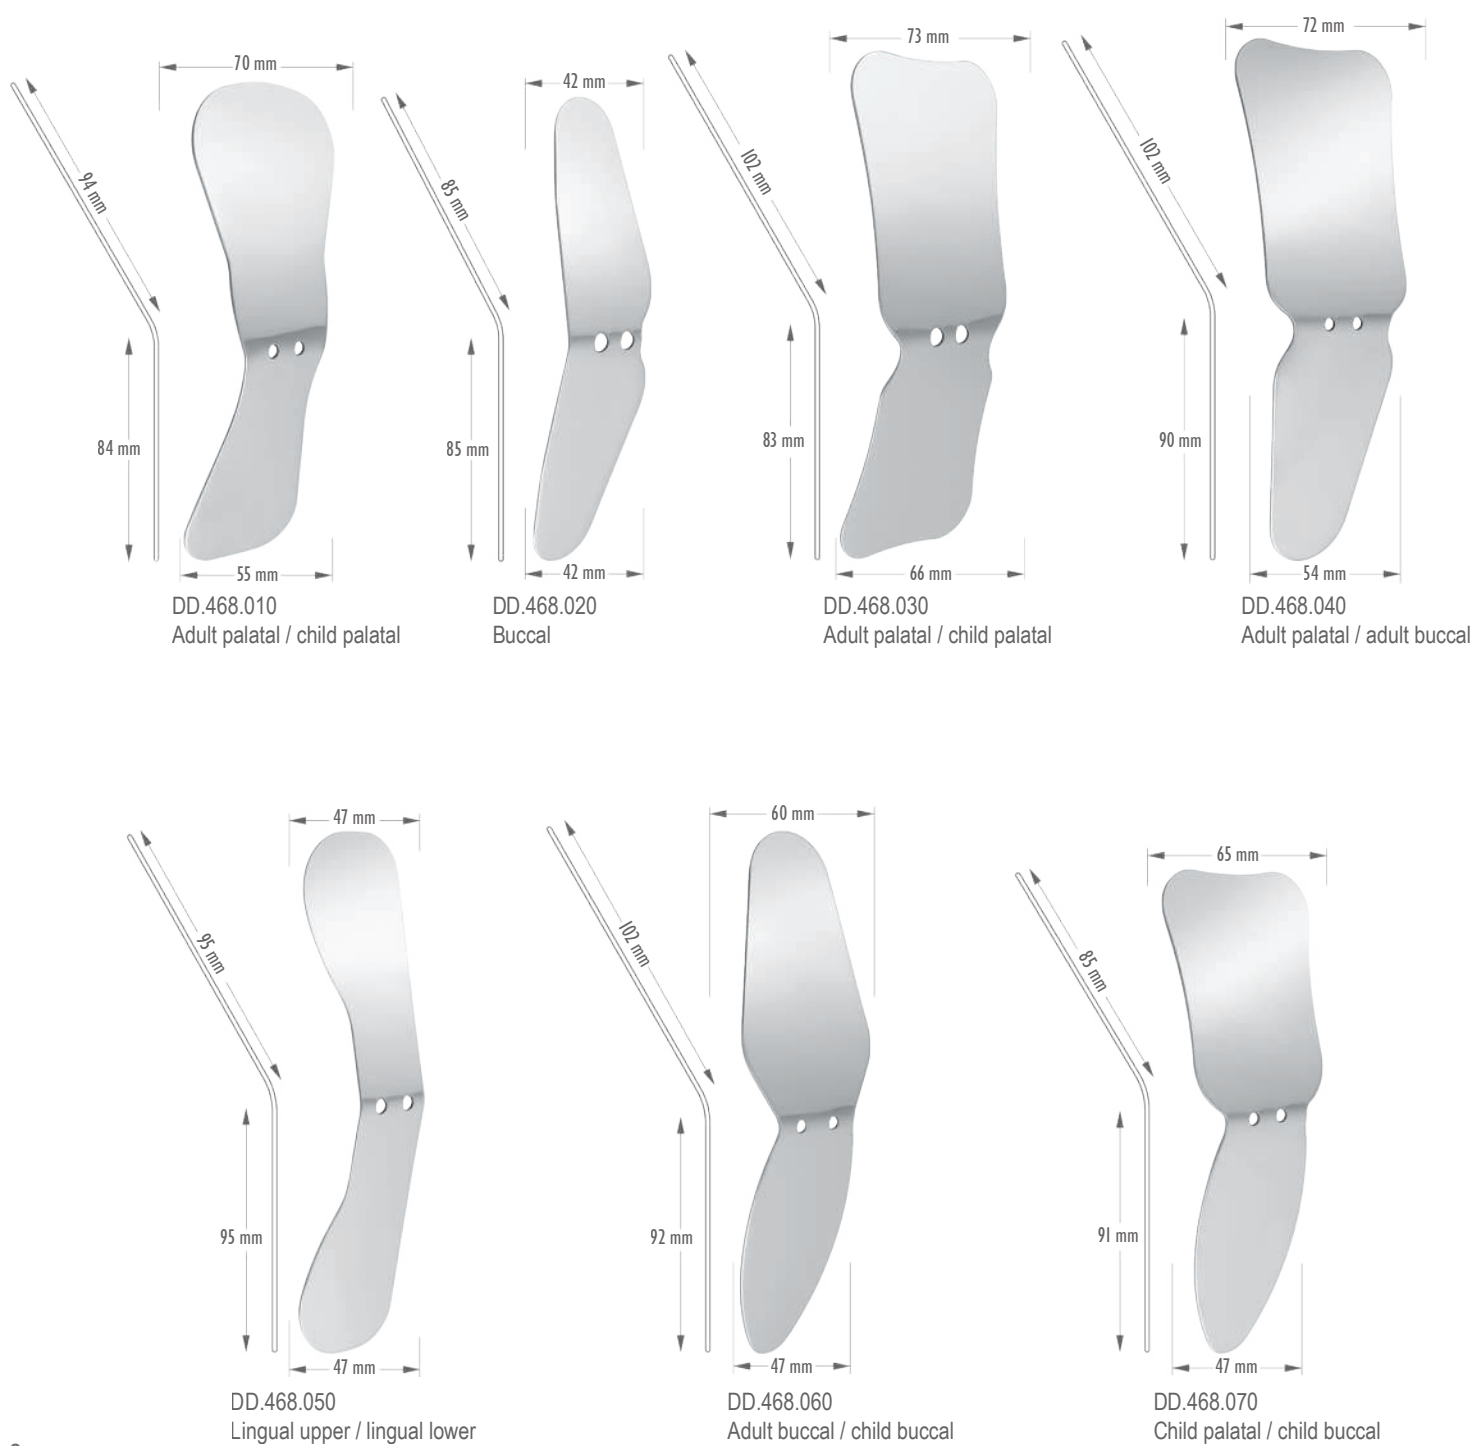 70 mm
94 mm
84 mm
55 mm
DD.468.010
Adult palatal / child palatal
42 mm
85 mm
85 mm
42 mm
DD.468.020
Buccal
73 mm
102 mm
83 mm
66 mm
DD.468.030
Adult palatal / child palatal
72 mm
102 mm
90 mm
54 mm
DD.468.040
Adult palatal / adult buccal
47 mm
95 mm
95 mm
47 mm
DD.468.050
Lingual upper / lingual lower
60 mm
102 mm
92 mm
47 mm
DD.468.060
Adult buccal / child buccal
65 mm
85 mm
91 mm
47 mm
DD.468.070
Child palatal / child buccal